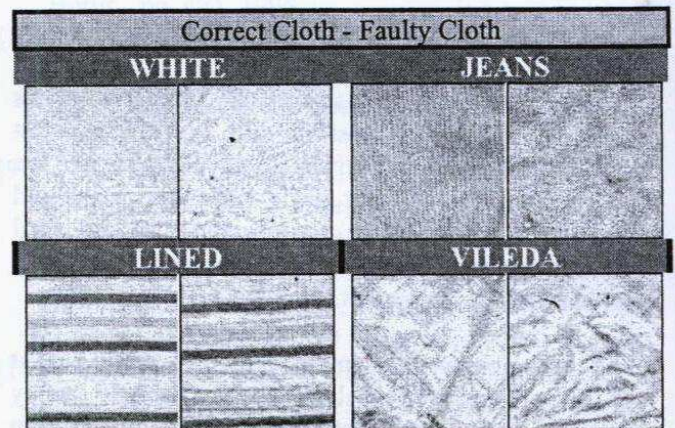 Correct Cloth - Faulty Cloth
WHITE
JEANS
LINED
VILEDA